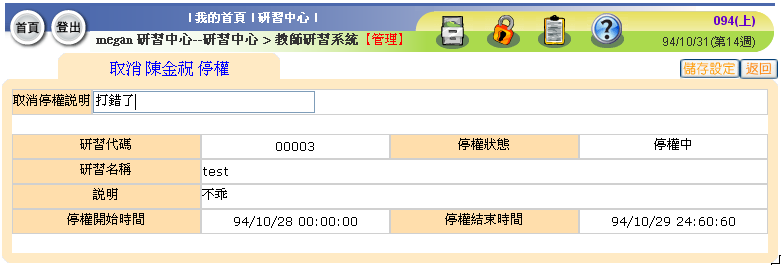 首頁 登出 | 我的首頁 | 研習中心 | 094(上)
megan 研習中心--研習中心 > 教師研習系統【管理】 94/10/31(第14週)
取消 陳金祝 停權 儲存設定 返回
取消停權說明 打錯了
研習代碼 00003 停權狀態 停權中
研習名稱 test
說明 不乖
停權開始時間 94/10/28 00:00:00 停權結束時間 94/10/29 24:60:60